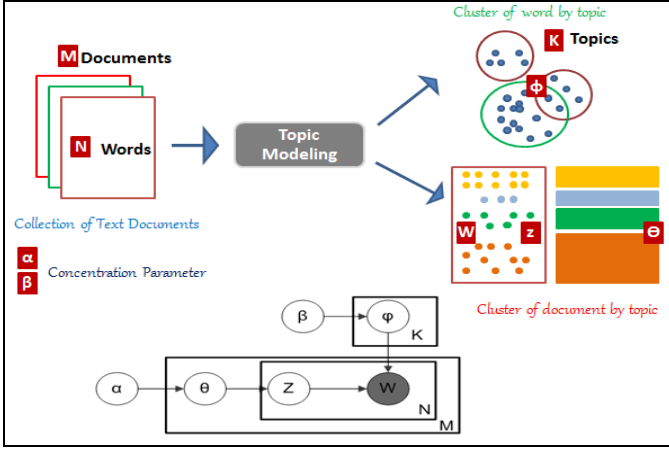 Cluster of word by topic
M Documents
K Topics
ϕ
N Words
Topic
Modeling
W z Θ
Collection of Text Documents
α
β
Concentration Parameter
Cluster of document by topic
β φ
K
α θ Z W
N
M